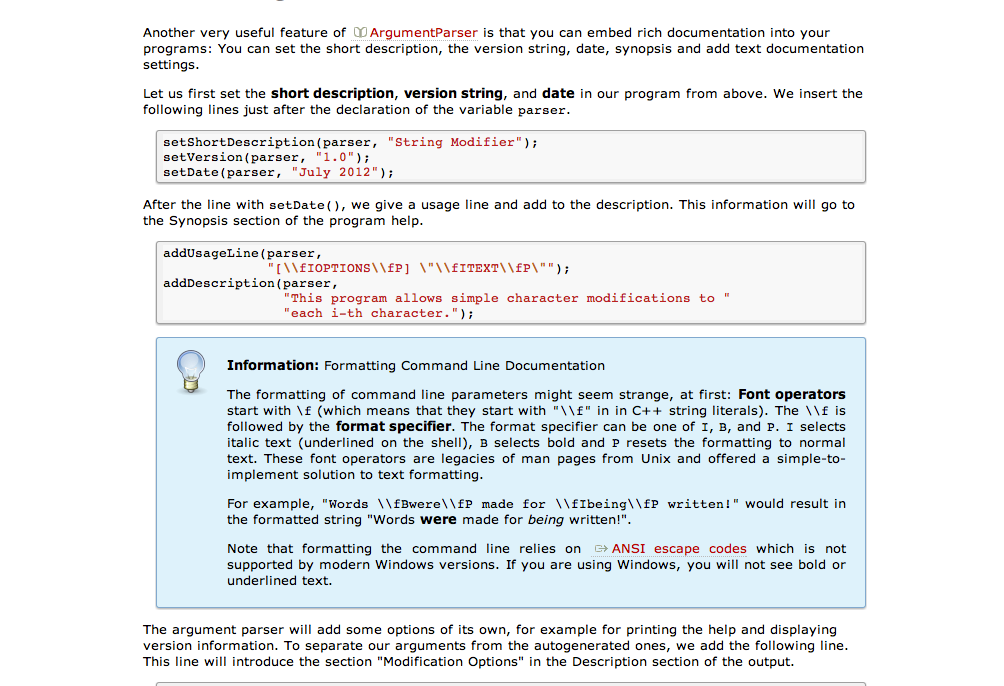 Another very useful feature of ArgumentParser is that you can embed rich documentation into your
programs: You can set the short description, the version string, date, synopsis and add text documentation
settings.
Let us first set the short description, version string, and date in our program from above. We insert the
following lines just after the declaration of the variable parser.
setShortDescription(parser, "String Modifier");
setVersion(parser, "1.0");
setDate(parser, "July 2012");
After the line with setDate(), we give a usage line and add to the description. This information will go to
the Synopsis section of the program help.
addUsageLine(parser,
"[\\fIOPTIONS\\fP] \"\\fITEXT\\fP\"");
addDescription(parser,
"This program allows simple character modifications to "
"each i-th character.");
Information: Formatting Command Line Documentation
The formatting of command line parameters might seem strange, at first: Font operators
start with \f (which means that they start with "\\f" in in C++ string literals). The \\f is
followed by the format specifier. The format specifier can be one of I, B, and P. I selects
italic text (underlined on the shell), B selects bold and P resets the formatting to normal
text. These font operators are legacies of man pages from Unix and offered a simple-to-
implement solution to text formatting.
For example, "Words \\fBwere\\fP made for \\fIbeing\\fP written!" would result in
the formatted string "Words were made for being written!".
Note that formatting the command line relies on ANSI escape codes which is not
supported by modern Windows versions. If you are using Windows, you will not see bold or
underlined text.
The argument parser will add some options of its own, for example for printing the help and displaying
version information. To separate our arguments from the autogenerated ones, we add the following line.
This line will introduce the section "Modification Options" in the Description section of the output.